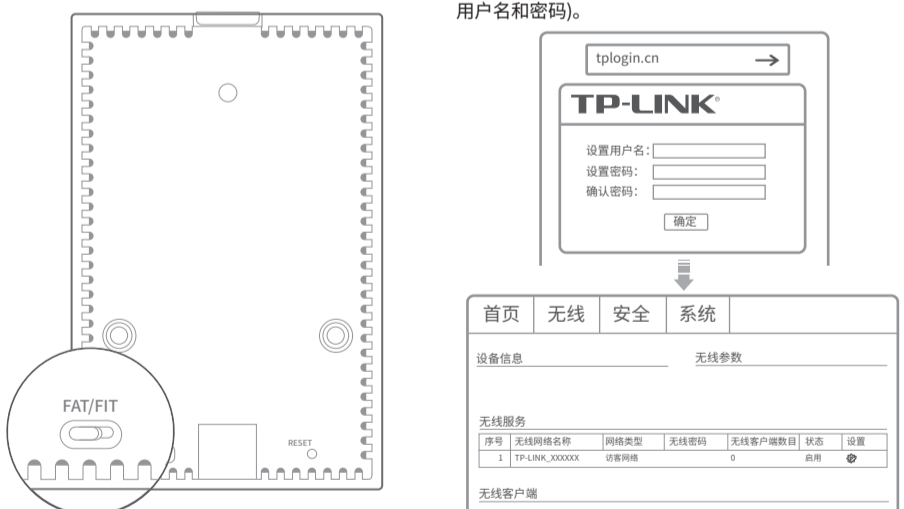 FAT/FIT
RESET
用户名和密码)。
tplogin.cn
TP-LINK®
设置用户名：
设置密码：
确认密码：
确定
首页 无线 安全 系统
设备信息 无线参数
无线服务
序号 无线网络名称 网络类型 无线密码 无线客户端数目 状态 设置
1 TP-LINK_XXXXXX 访客网络 0 启用
无线客户端